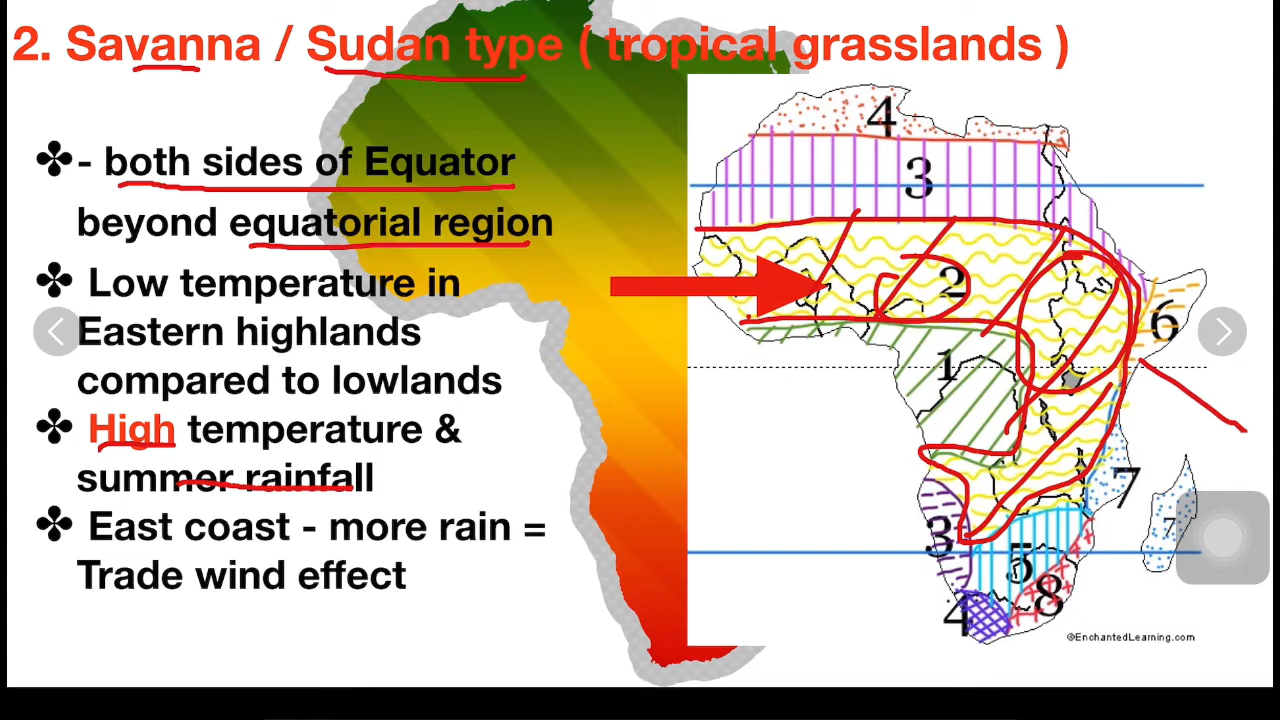 2. Savanna / Sudan type ( tropical grasslands )
- both sides of Equator
beyond equatorial region
Low temperature in
Eastern highlands
compared to lowlands
High temperature &
summer rainfall
East coast - more rain =
Trade wind effect
4
3
2
6
1
7
7
3
5
8
4
©EnchantedLearning.com